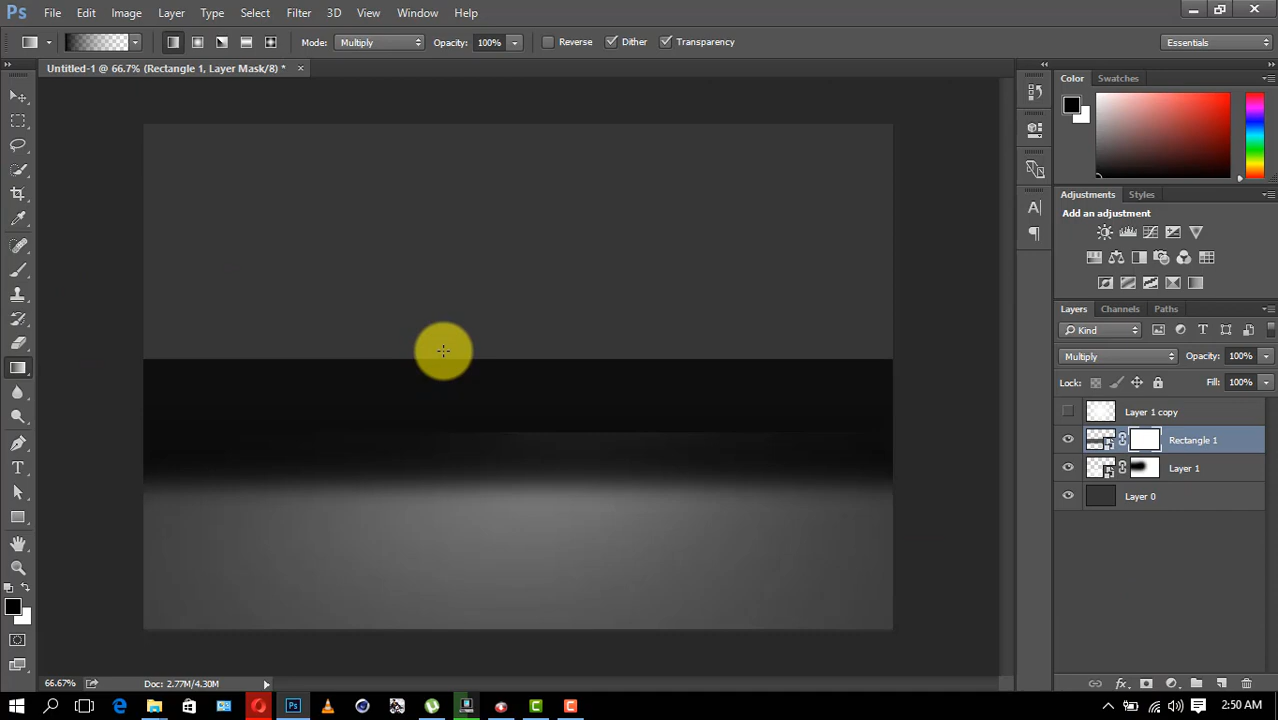 Ps File Edit Image Layer Type Select Filter 3D View Window Help
Mode: Multiply Opacity: 100% Reverse Dither Transparency Essentials
Untitled-1 @ 66.7% (Rectangle 1, Layer Mask/8) *
Color Swatches
Adjustments Styles
Add an adjustment
Layers Channels Paths
Kind
Multiply Opacity: 100%
Lock: Fill: 100%
Layer 1 copy
Rectangle 1
Layer 1
Layer 0
66.67% Doc: 2.77M/4.30M
2:50 AM